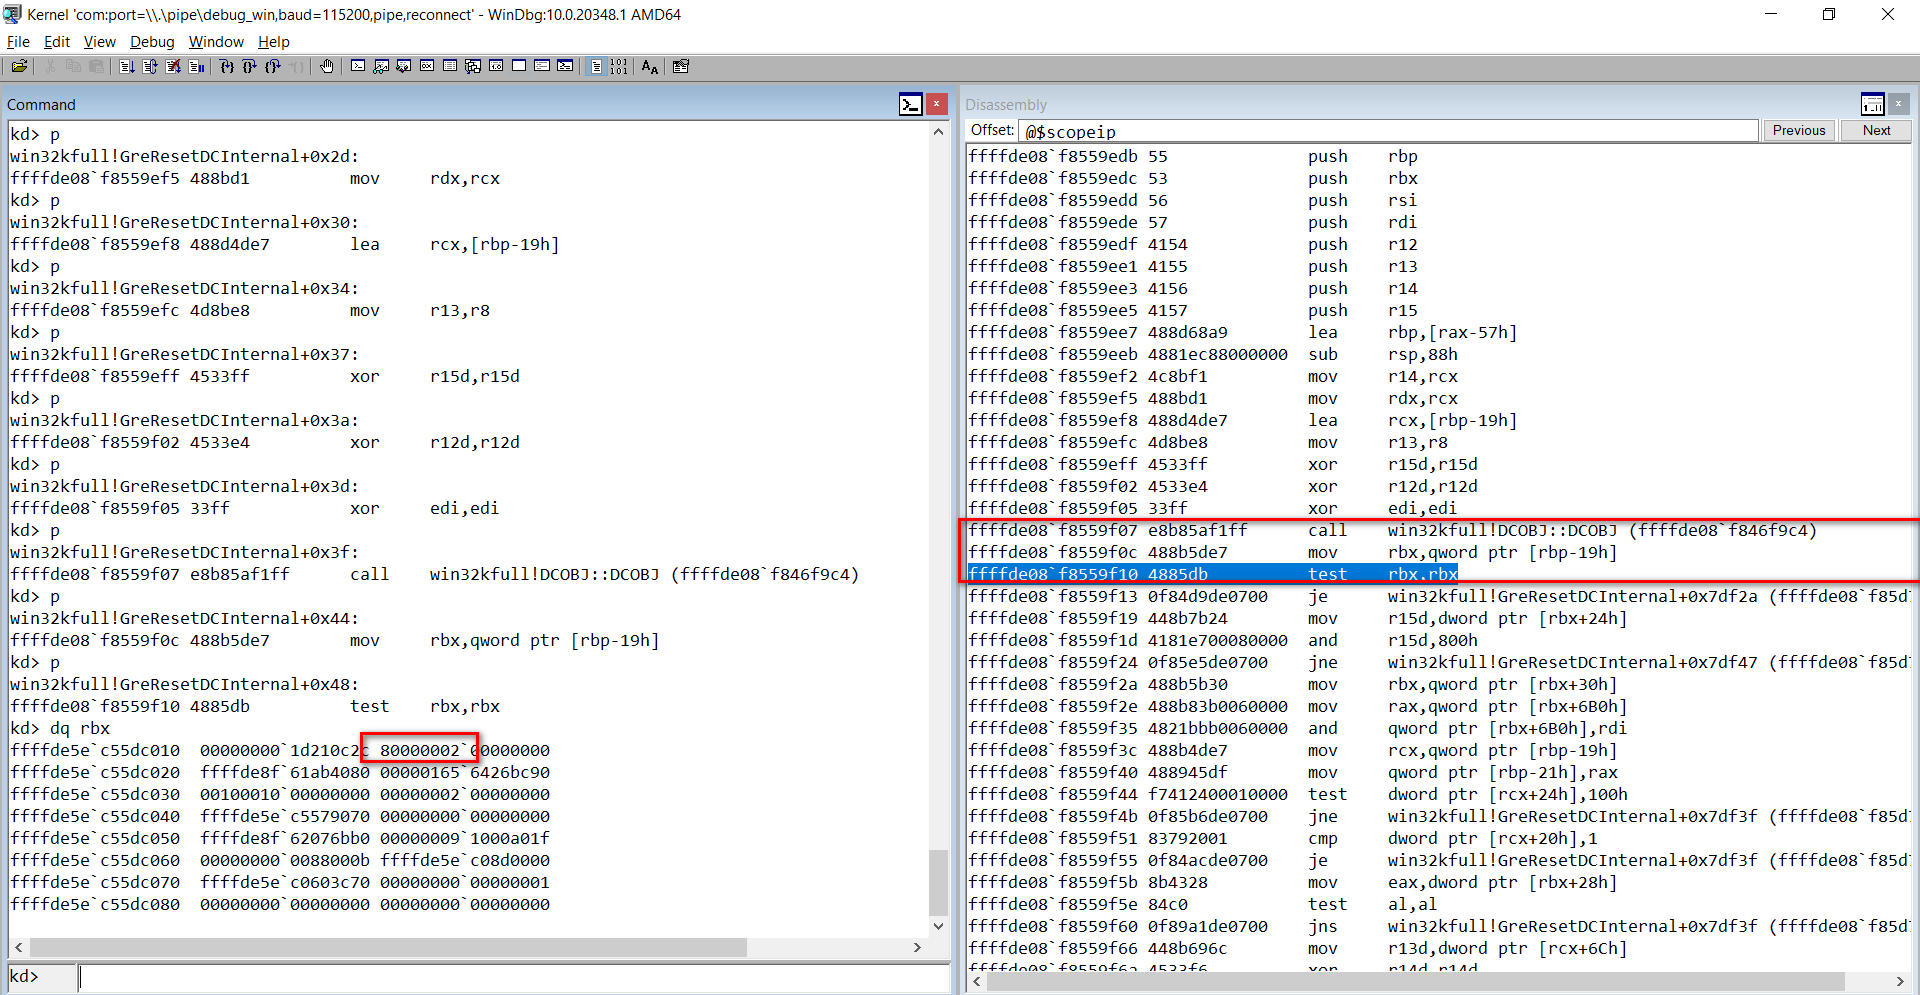 Kernel 'com:port=\\.\pipe\debug_win,baud=115200,pipe,reconnect' - WinDbg:10.0.20348.1 AMD64
File Edit View Debug Window Help
Command
kd> p
win32kfull!GreResetDCInternal+0x2d:
ffffde08`f8559ef5 488bd1 mov rdx,rcx
kd> p
win32kfull!GreResetDCInternal+0x30:
ffffde08`f8559ef8 488d4de7 lea rcx,[rbp-19h]
kd> p
win32kfull!GreResetDCInternal+0x34:
ffffde08`f8559efc 4d8be8 mov r13,r8
kd> p
win32kfull!GreResetDCInternal+0x37:
ffffde08`f8559eff 4533ff xor r15d,r15d
kd> p
win32kfull!GreResetDCInternal+0x3a:
ffffde08`f8559f02 4533e4 xor r12d,r12d
kd> p
win32kfull!GreResetDCInternal+0x3d:
ffffde08`f8559f05 33ff xor edi,edi
kd> p
win32kfull!GreResetDCInternal+0x3f:
ffffde08`f8559f07 e8b85af1ff call win32kfull!DCOBJ::DCOBJ (ffffde08`f846f9c4)
kd> p
win32kfull!GreResetDCInternal+0x44:
ffffde08`f8559f0c 488b5de7 mov rbx,qword ptr [rbp-19h]
kd> p
win32kfull!GreResetDCInternal+0x48:
ffffde08`f8559f10 4885db test rbx,rbx
kd> dq rbx
ffffde5e`c55dc010 00000000`1d210c2c 80000002`00000000
ffffde5e`c55dc020 ffffde8f`61ab4080 00000165`6426bc90
ffffde5e`c55dc030 00100010`00000000 00000002`00000000
ffffde5e`c55dc040 ffffde5e`c5579070 00000000`00000000
ffffde5e`c55dc050 ffffde8f`62076bb0 00000009`1000a01f
ffffde5e`c55dc060 00000000`0088000b ffffde5e`c08d0000
ffffde5e`c55dc070 ffffde5e`c0603c70 00000000`00000001
ffffde5e`c55dc080 00000000`00000000 00000000`00000000
kd>
Disassembly
Offset: @$scopeip Previous Next
ffffde08`f8559edb 55 push rbp
ffffde08`f8559edc 53 push rbx
ffffde08`f8559edd 56 push rsi
ffffde08`f8559ede 57 push rdi
ffffde08`f8559edf 4154 push r12
ffffde08`f8559ee1 4155 push r13
ffffde08`f8559ee3 4156 push r14
ffffde08`f8559ee5 4157 push r15
ffffde08`f8559ee7 488d68a9 lea rbp,[rax-57h]
ffffde08`f8559eeb 4881ec88000000 sub rsp,88h
ffffde08`f8559ef2 4c8bf1 mov r14,rcx
ffffde08`f8559ef5 488bd1 mov rdx,rcx
ffffde08`f8559ef8 488d4de7 lea rcx,[rbp-19h]
ffffde08`f8559efc 4d8be8 mov r13,r8
ffffde08`f8559eff 4533ff xor r15d,r15d
ffffde08`f8559f02 4533e4 xor r12d,r12d
ffffde08`f8559f05 33ff xor edi,edi
ffffde08`f8559f07 e8b85af1ff call win32kfull!DCOBJ::DCOBJ (ffffde08`f846f9c4)
ffffde08`f8559f0c 488b5de7 mov rbx,qword ptr [rbp-19h]
ffffde08`f8559f10 4885db test rbx,rbx
ffffde08`f8559f13 0f84d9de0700 je win32kfull!GreResetDCInternal+0x7df2a (ffffde08`f85d7
ffffde08`f8559f19 448b7b24 mov r15d,dword ptr [rbx+24h]
ffffde08`f8559f1d 4181e700080000 and r15d,800h
ffffde08`f8559f24 0f85e5de0700 jne win32kfull!GreResetDCInternal+0x7df47 (ffffde08`f85d7
ffffde08`f8559f2a 488b5b30 mov rbx,qword ptr [rbx+30h]
ffffde08`f8559f2e 488b83b0060000 mov rax,qword ptr [rbx+6B0h]
ffffde08`f8559f35 4821bbb0060000 and qword ptr [rbx+6B0h],rdi
ffffde08`f8559f3c 488b4de7 mov rcx,qword ptr [rbp-19h]
ffffde08`f8559f40 488945df mov qword ptr [rbp-21h],rax
ffffde08`f8559f44 f7412400010000 test dword ptr [rcx+24h],100h
ffffde08`f8559f4b 0f85b6de0700 jne win32kfull!GreResetDCInternal+0x7df3f (ffffde08`f85d7
ffffde08`f8559f51 83792001 cmp dword ptr [rcx+20h],1
ffffde08`f8559f55 0f84acde0700 je win32kfull!GreResetDCInternal+0x7df3f (ffffde08`f85d7
ffffde08`f8559f5b 8b4328 mov eax,dword ptr [rbx+28h]
ffffde08`f8559f5e 84c0 test al,al
ffffde08`f8559f60 0f89a1de0700 jns win32kfull!GreResetDCInternal+0x7df3f (ffffde08`f85d7
ffffde08`f8559f66 448b696c mov r13d,dword ptr [rcx+6Ch]
ffffde08`f8559f6a 4533f6 xor r14d,r14d